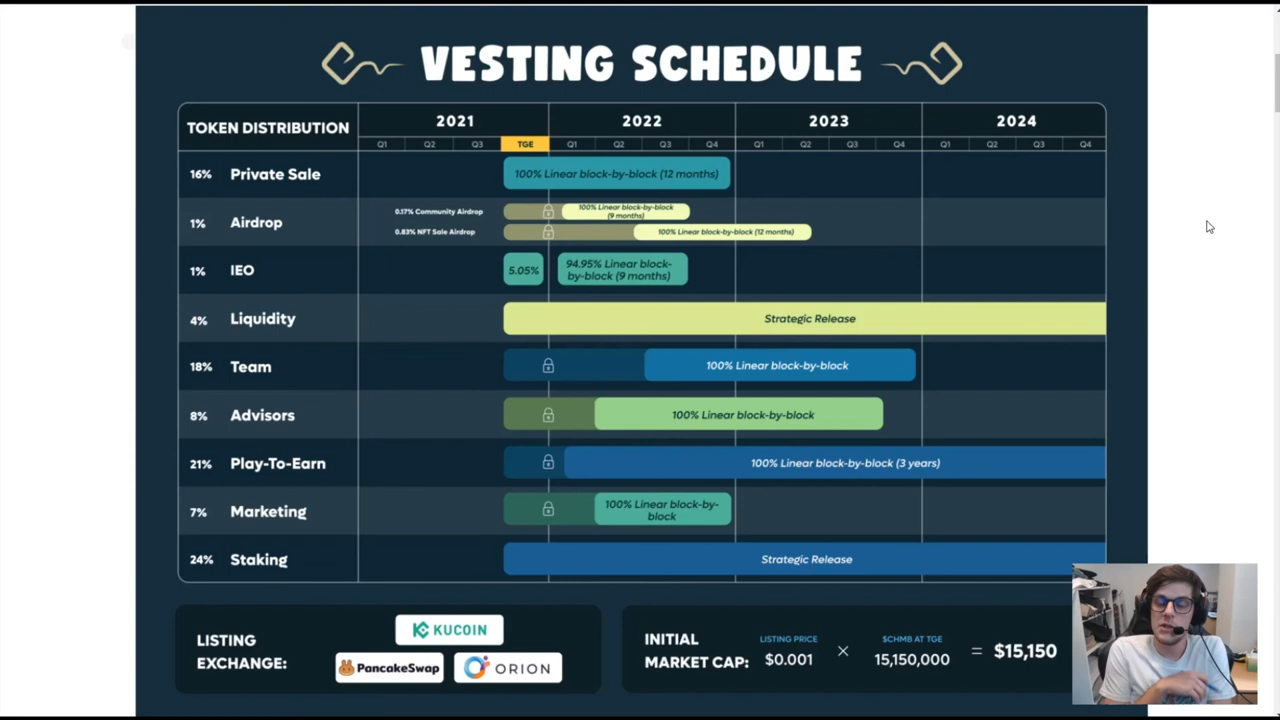 VESTING SCHEDULE
TOKEN DISTRIBUTION
2021
2022
2023
2024
Q1 Q2 Q3 TGE Q1 Q2 Q3 Q4 Q1 Q2 Q3 Q4 Q1 Q2 Q3 Q4
16% Private Sale
100% Linear block-by-block (12 months)
1% Airdrop
0.17% Community Airdrop
100% Linear block-by-block
(9 months)
0.83% NFT Sale Airdrop
100% Linear block-by-block (12 months)
1% IEO
5.05%
94.95% Linear block-
by-block (9 months)
4% Liquidity
Strategic Release
18% Team
100% Linear block-by-block
8% Advisors
100% Linear block-by-block
21% Play-To-Earn
100% Linear block-by-block (3 years)
7% Marketing
100% Linear block-by-
block
24% Staking
Strategic Release
LISTING
EXCHANGE:
KUCOIN
PancakeSwap
ORION
INITIAL
MARKET CAP:
LISTING PRICE
$0.001
×
$CHMB AT TGE
15,150,000
= $15,150